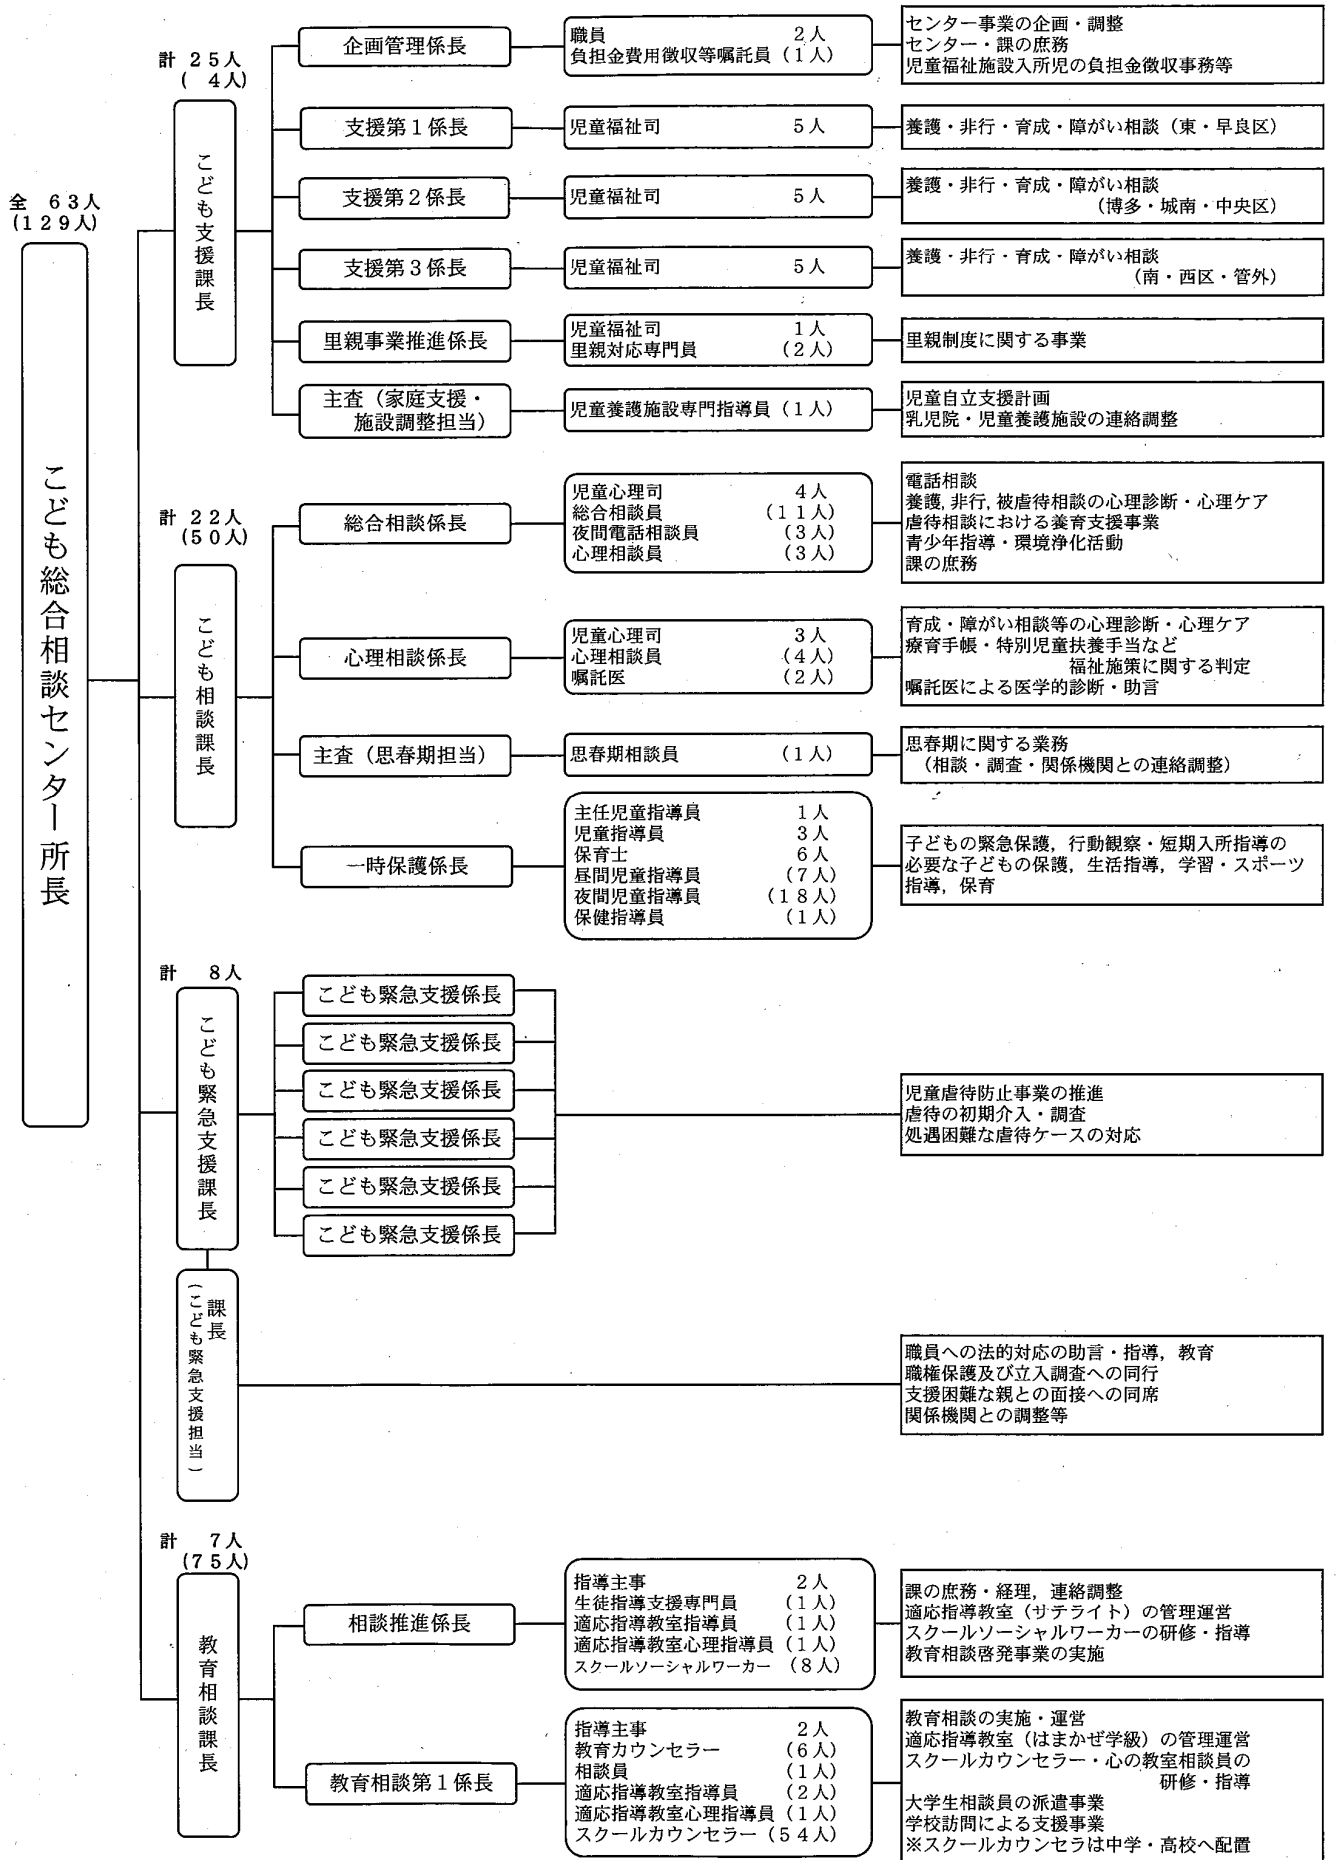 全 63人
(129人)
こども総合相談センター所長
計 25人
( 4人)
こども支援課長
企画管理係長
職員 2人
負担金費用徴収等嘱託員 (1人)
センター事業の企画・調整
センター・課の庶務
児童福祉施設入所児の負担金徴収事務等
支援第1係長
児童福祉司 5人
養護・非行・育成・障がい相談 (東・早良区)
支援第2係長
児童福祉司 5人
養護・非行・育成・障がい相談
(博多・城南・中央区)
支援第3係長
児童福祉司 5人
養護・非行・育成・障がい相談
(南・西区・管外)
里親事業推進係長
児童福祉司 1人
里親対応専門員 (2人)
里親制度に関する事業
主査 (家庭支援・
施設調整担当)
児童養護施設専門指導員 (1人)
児童自立支援計画
乳児院・児童養護施設の連絡調整
計 22人
(50人)
こども相談課長
総合相談係長
児童心理司 4人
総合相談員 (11人)
夜間電話相談員 (3人)
心理相談員 (3人)
電話相談
養護, 非行, 被虐待相談の心理診断・心理ケア
虐待相談における養育支援事業
青少年指導・環境浄化活動
課の庶務
心理相談係長
児童心理司 3人
心理相談員 (4人)
嘱託医 (2人)
育成・障がい相談等の心理診断・心理ケア
療育手帳・特別児童扶養手当など
福祉施策に関する判定
嘱託医による医学的診断・助言
主査 (思春期担当)
思春期相談員 (1人)
思春期に関する業務
(相談・調査・関係機関との連絡調整)
一時保護係長
主任児童指導員 1人
児童指導員 3人
保育士 6人
昼間児童指導員 (7人)
夜間児童指導員 (18人)
保健指導員 (1人)
子どもの緊急保護, 行動観察・短期入所指導の
必要な子どもの保護, 生活指導, 学習・スポーツ
指導, 保育
計 8人
こども緊急支援課長
こども緊急支援係長
こども緊急支援係長
こども緊急支援係長
こども緊急支援係長
こども緊急支援係長
こども緊急支援係長
児童虐待防止事業の推進
虐待の初期介入・調査
処遇困難な虐待ケースの対応
課長
(こども緊急支援担当)
職員への法的対応の助言・指導, 教育
職権保護及び立入調査への同行
支援困難な親との面接への同席
関係機関との調整等
計 7人
(75人)
教育相談課長
相談推進係長
指導主事 2人
生徒指導支援専門員 (1人)
適応指導教室指導員 (1人)
適応指導教室心理指導員 (1人)
スクールソーシャルワーカー (8人)
課の庶務・経理, 連絡調整
適応指導教室 (サテライト) の管理運営
スクールソーシャルワーカーの研修・指導
教育相談啓発事業の実施
教育相談第1係長
指導主事 2人
教育カウンセラー (6人)
相談員 (1人)
適応指導教室指導員 (2人)
適応指導教室心理指導員 (1人)
スクールカウンセラー (54人)
教育相談の実施・運営
適応指導教室 (はまかぜ学級) の管理運営
スクールカウンセラー・心の教室相談員の
研修・指導
大学生相談員の派遣事業
学校訪問による支援事業
※スクールカウンセラは中学・高校へ配置